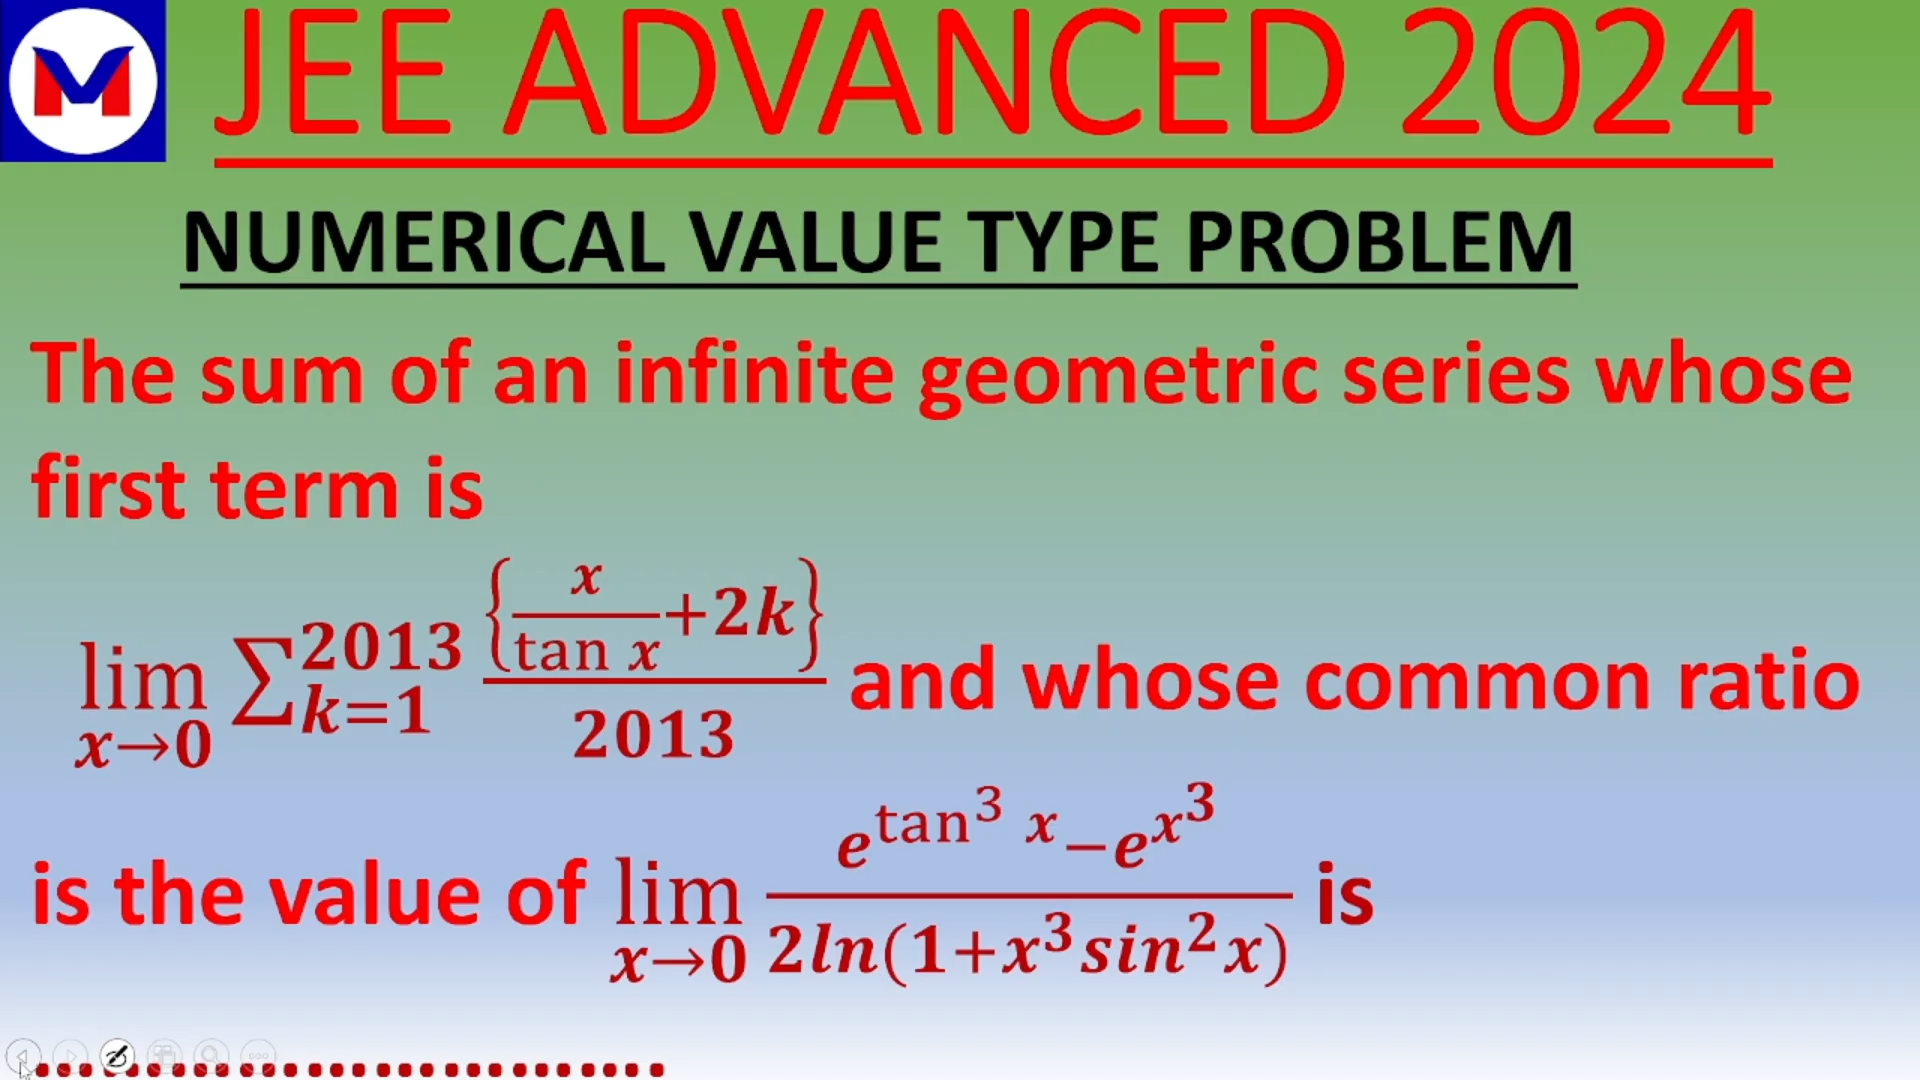 JEE ADVANCED 2024
NUMERICAL VALUE TYPE PROBLEM
The sum of an infinite geometric series whose
first term is
lim x→0 ∑ k=1 2013 {x/tan x +2k}/2013 and whose common ratio
is the value of lim x→0 (e^tan³ x − e^x³)/(2ln(1+x³sin²x)) is